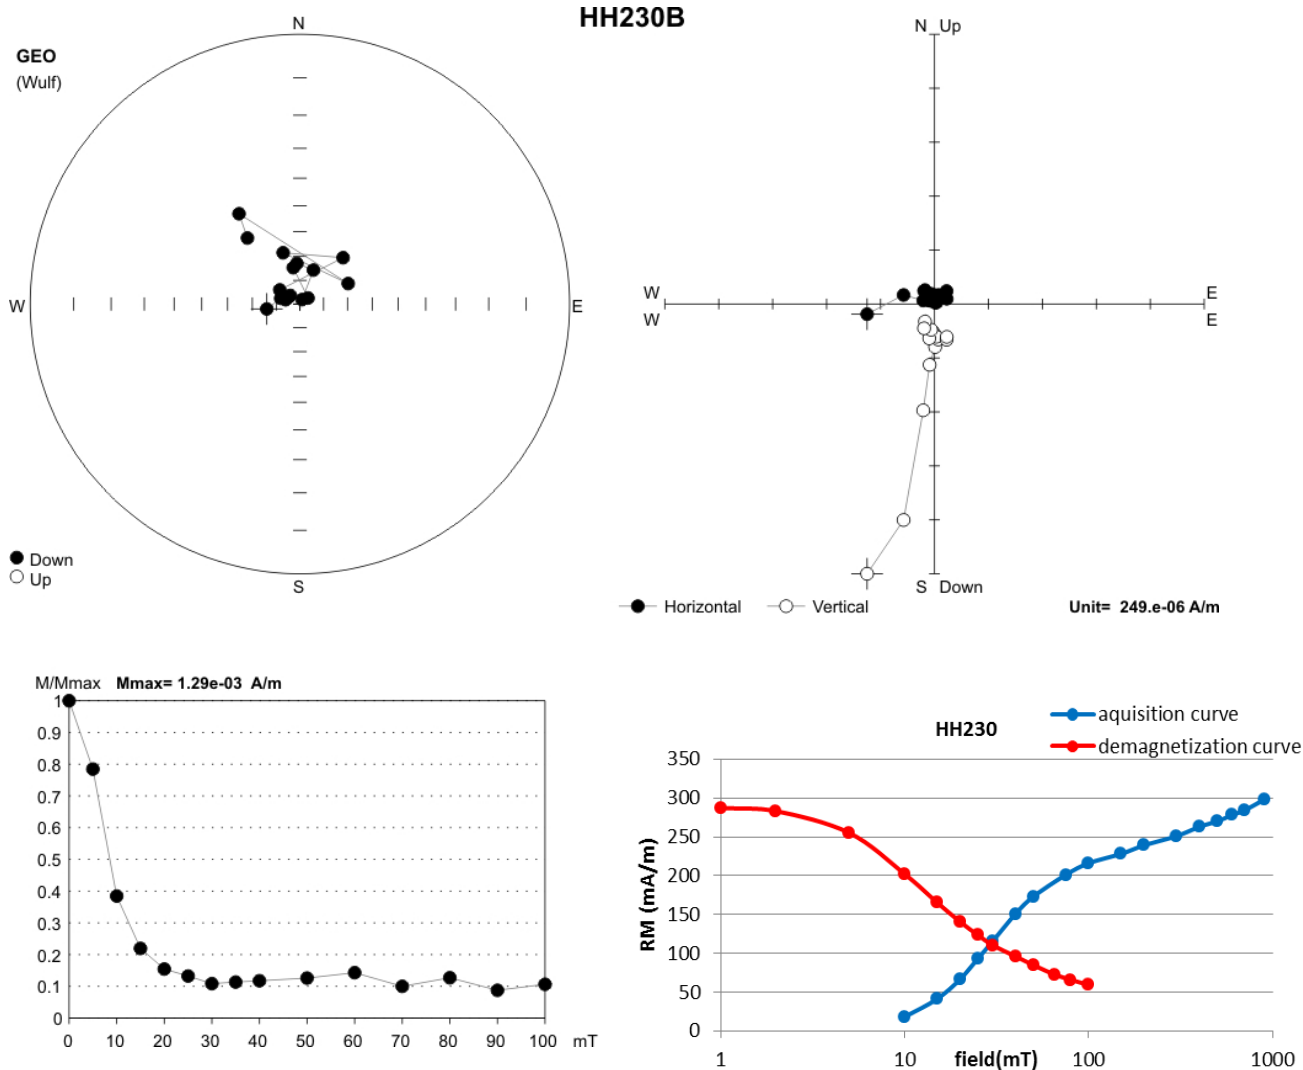 HH230B
GEO
(Wulf)
N
W
E
S
Down
Up
N Up
W
E
W
E
S Down
Horizontal
Vertical
Unit= 249.e-06 A/m
M/Mmax Mmax= 1.29e-03 A/m
1
0.9
0.8
0.7
0.6
0.5
0.4
0.3
0.2
0.1
0
0 10 20 30 40 50 60 70 80 90 100 mT
aquisition curve
HH230
demagnetization curve
350
300
250
200
150
100
50
0
RM (mA/m)
1 10 100 1000
field(mT)